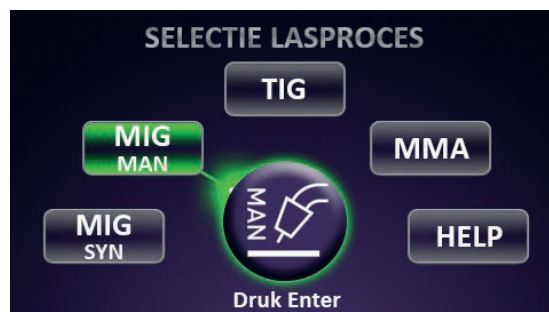 SELECTIE LASPROCES
TIG
MIG
MAN
MMA
MIG
SYN
MAN
HELP
Druk Enter